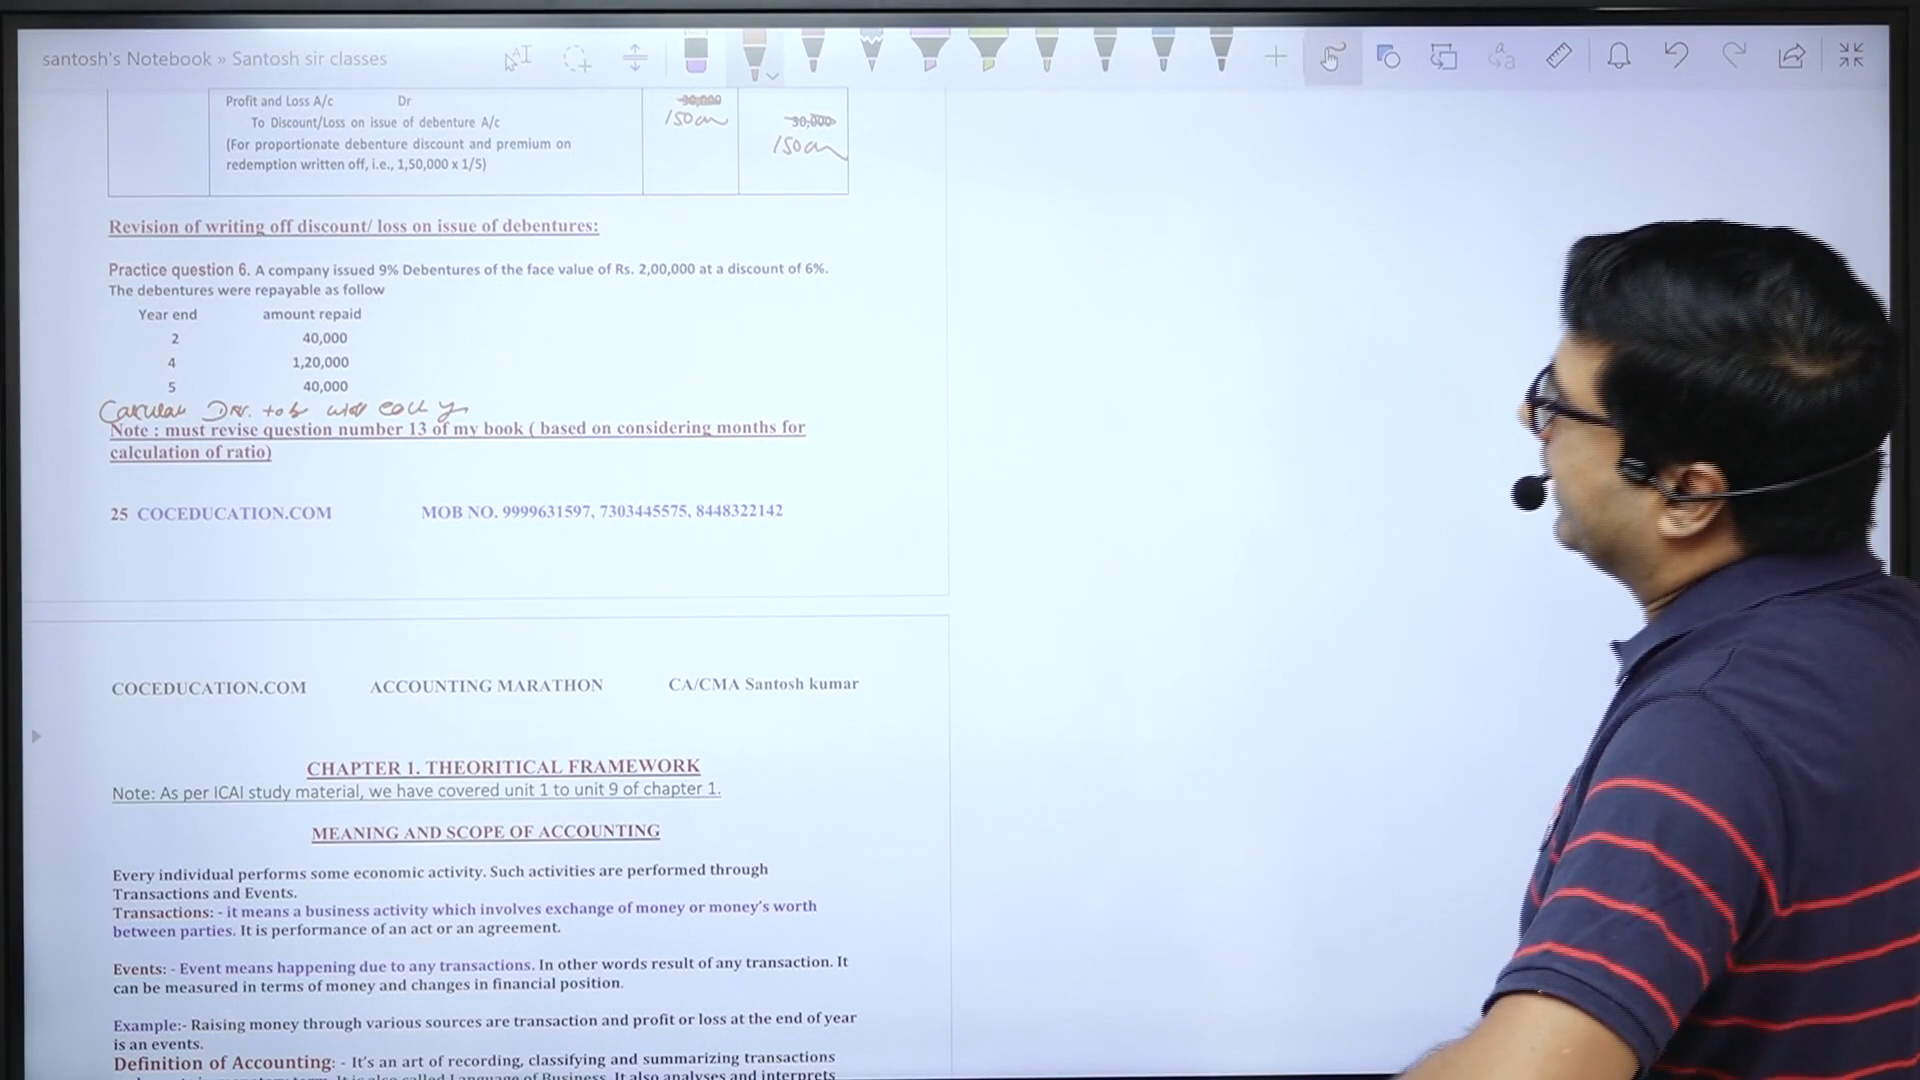 santosh's Notebook » Santosh sir classes
Profit and Loss A/c Dr 30,000
To Discount/Loss on issue of debenture A/c 30,000
(For proportionate debenture discount and premium on
redemption written off, i.e., 1,50,000 x 1/5)
Revision of writing off discount/ loss on issue of debentures:
Practice question 6. A company issued 9% Debentures of the face value of Rs. 2,00,000 at a discount of 6%.
The debentures were repayable as follow
Year end amount repaid
2 40,000
4 1,20,000
5 40,000
Note : must revise question number 13 of my book ( based on considering months for
calculation of ratio)
25 COCEDUCATION.COM MOB NO. 9999631597, 7303445575, 8448322142
COCEDUCATION.COM ACCOUNTING MARATHON CA/CMA Santosh kumar
CHAPTER 1. THEORITICAL FRAMEWORK
Note: As per ICAI study material, we have covered unit 1 to unit 9 of chapter 1.
MEANING AND SCOPE OF ACCOUNTING
Every individual performs some economic activity. Such activities are performed through
Transactions and Events.
Transactions: - it means a business activity which involves exchange of money or money's worth
between parties. It is performance of an act or an agreement.
Events: - Event means happening due to any transactions. In other words result of any transaction. It
can be measured in terms of money and changes in financial position.
Example:- Raising money through various sources are transaction and profit or loss at the end of year
is an events.
Definition of Accounting: - It's an art of recording, classifying and summarizing transactions
Language of Business. It also analyses and interprets